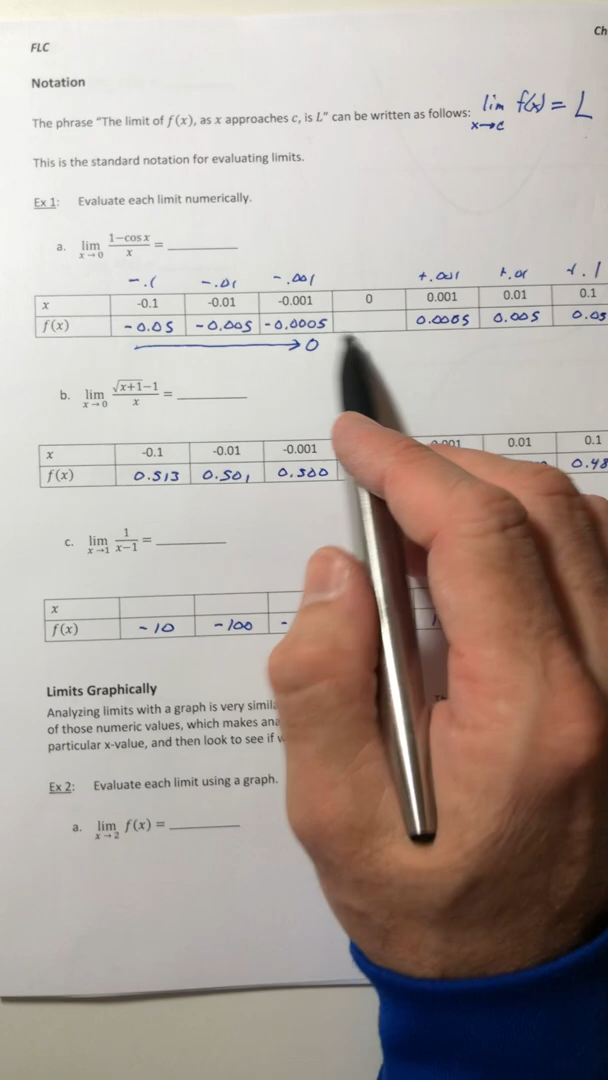 Ch
FLC
Notation
The phrase “The limit of f(x), as x approaches c, is L” can be written as follows: lim x→c f(x) = L
This is the standard notation for evaluating limits.
Ex 1: Evaluate each limit numerically.
a. lim x→0 1−cos x / x = ________
-.1 -.01 -.001 +.001 +.01 +.1
x -0.1 -0.01 -0.001 0 0.001 0.01 0.1
f(x) -0.05 -0.005 -0.0005 0.0005 0.005 0.05
→ 0
b. lim x→0 √x+1−1 / x = ________
x -0.1 -0.01 -0.001 0.001 0.01 0.1
f(x) 0.513 0.501 0.500 0.48
c. lim x→1 1 / x−1 = ________
x
f(x) -10 -100 -
Limits Graphically
Analyzing with a graph is very
of those numeric values, which makes
particular x-value, and then look to see if
Ex 2: Evaluate each limit using a graph.
a. lim x→2 f(x) = ________